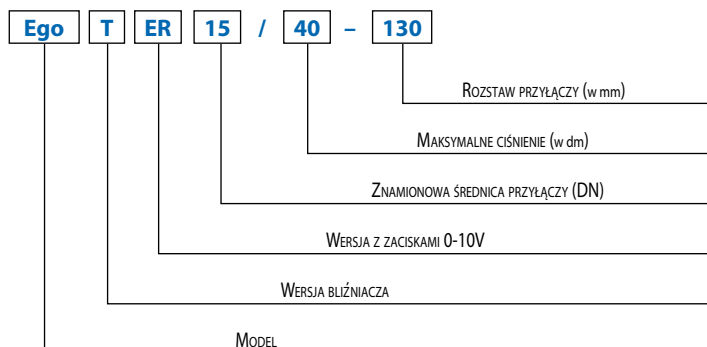 Ego T ER 15 / 40 – 130
Rozstaw przyłączy (w mm)
Maksymalne ciśnienie (w dm)
Znamionowa średnica przyłączy (DN)
Wersja z zaciskami 0-10V
Wersja bliźniacza
Model